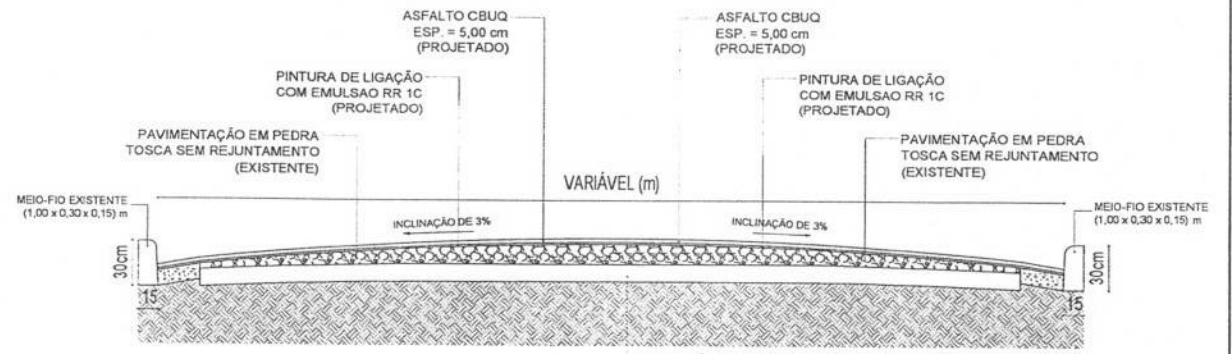 ASFALTO CBUQ
ESP. = 5,00 cm
(PROJETADO)
ASFALTO CBUQ
ESP. = 5,00 cm
(PROJETADO)
PINTURA DE LIGAÇÃO
COM EMULSAO RR 1C
(PROJETADO)
PINTURA DE LIGAÇÃO
COM EMULSAO RR 1C
(PROJETADO)
PAVIMENTAÇÃO EM PEDRA
TOSCA SEM REJUNTAMENTO
(EXISTENTE)
PAVIMENTAÇÃO EM PEDRA
TOSCA SEM REJUNTAMENTO
(EXISTENTE)
VARIÁVEL (m)
MEIO-FIO EXISTENTE
(1,00 x 0,30 x 0,15) m
MEIO-FIO EXISTENTE
(1,00 x 0,30 x 0,15) m
INCLINAÇÃO DE 3%
INCLINAÇÃO DE 3%
30cm
30cm
15
15